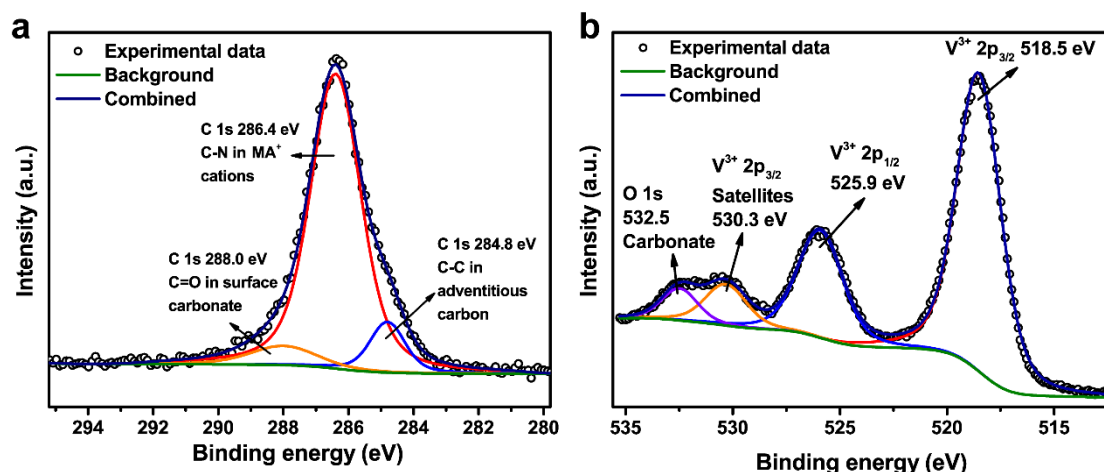 a
Experimental data
Background
Combined
C 1s 286.4 eV
C-N in MA⁺
cations
C 1s 288.0 eV
C=O in surface
carbonate
C 1s 284.8 eV
C-C in
adventitious
carbon
Intensity (a.u.)
294 292 290 288 286 284 282 280
Binding energy (eV)
b
Experimental data
Background
Combined
V³⁺ 2p₃/₂ 518.5 eV
V³⁺ 2p₁/₂
525.9 eV
V³⁺ 2p₃/₂
Satellites
530.3 eV
O 1s
532.5
Carbonate
Intensity (a.u.)
535 530 525 520 515
Binding energy (eV)